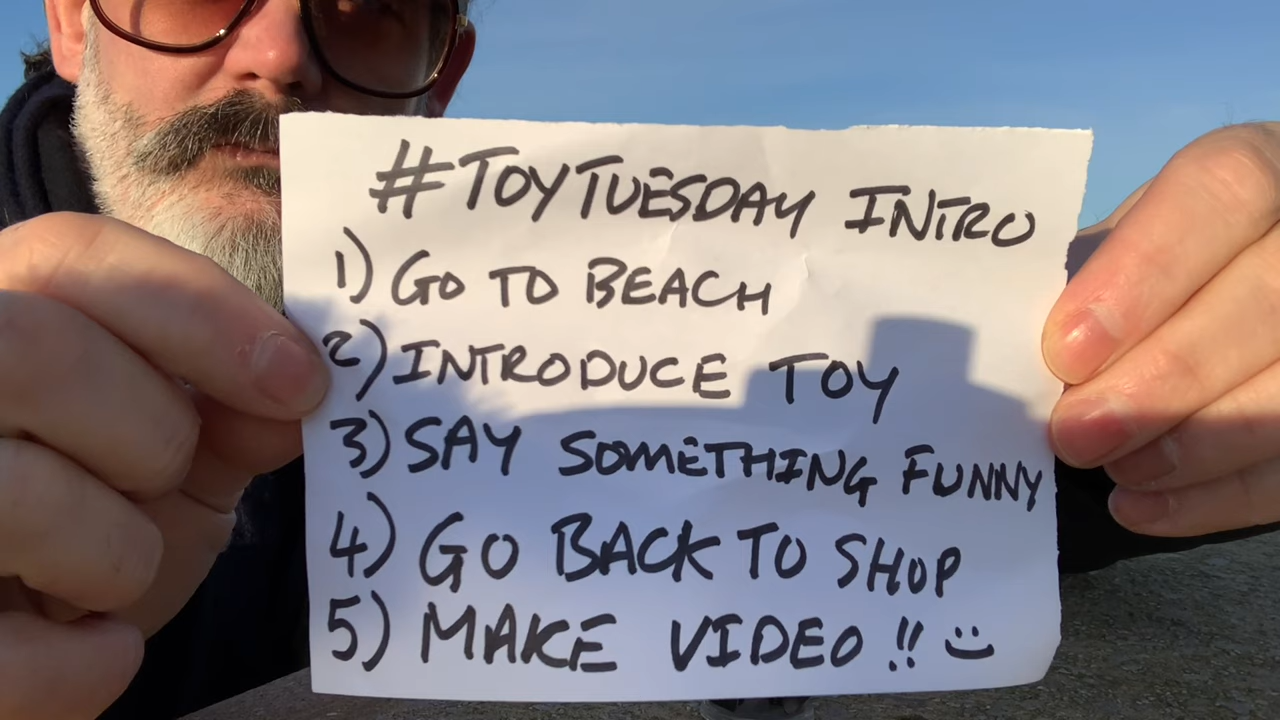 #TOYTUESDAY INTRO
1) GO TO BEACH
2) INTRODUCE TOY
3) SAY SOMETHING FUNNY
4) GO BACK TO SHOP
5) MAKE VIDEO !! :)